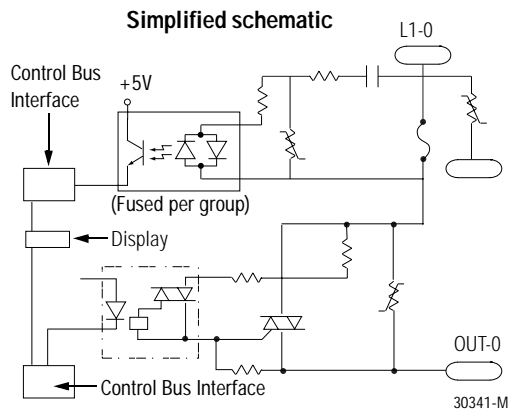 Simplified schematic
L1-0
Control Bus
Interface
+5V
(Fused per group)
Display
OUT-0
Control Bus Interface
30341-M